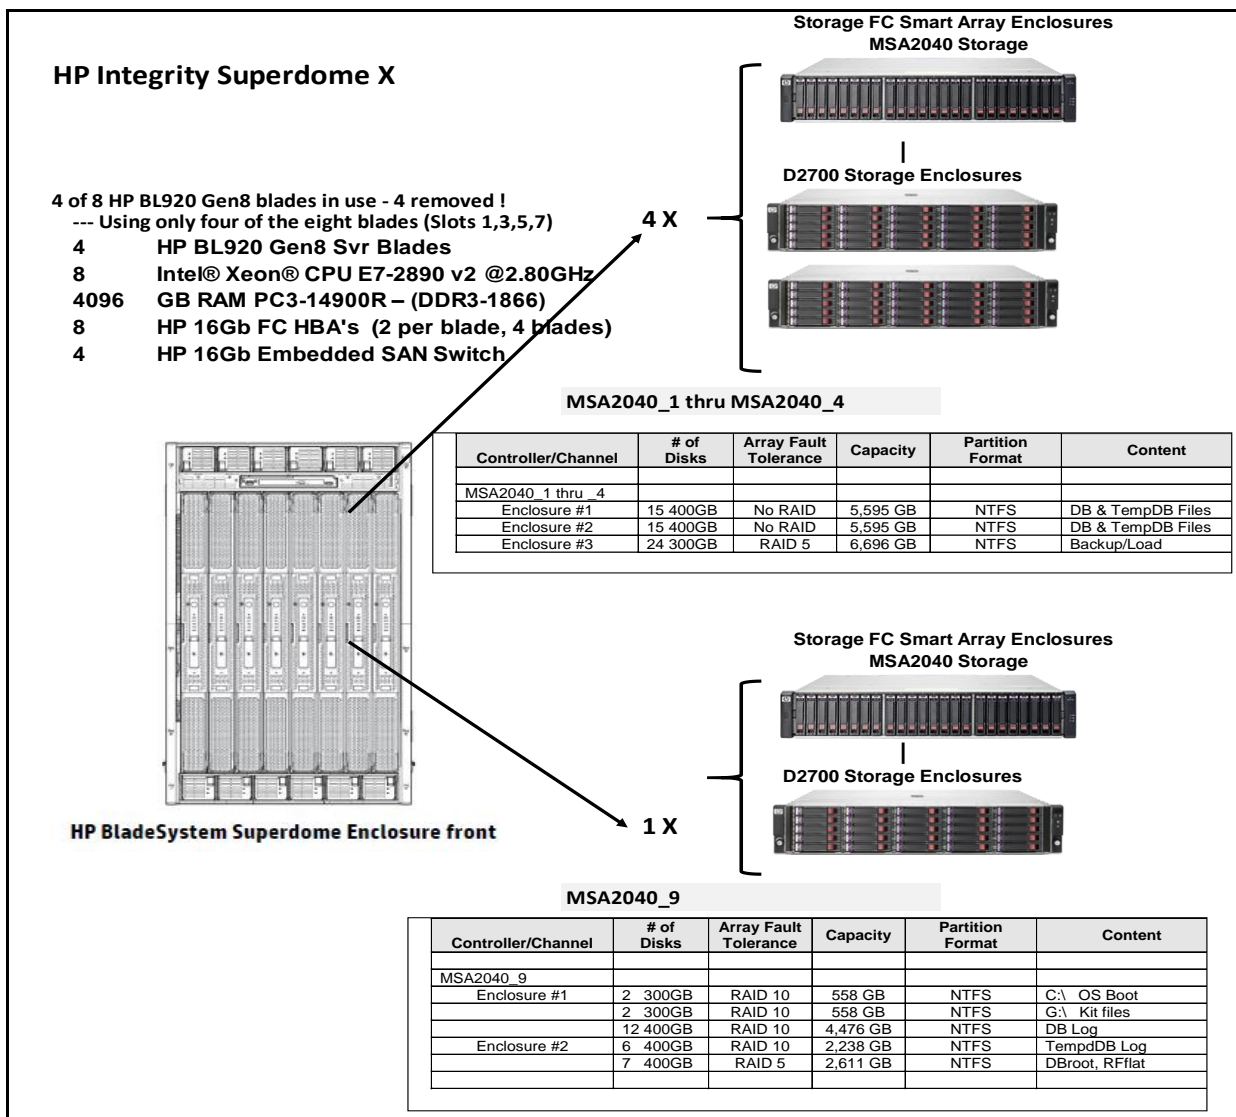 HP Integrity Superdome X
4 of 8 HP BL920 Gen8 blades in use - 4 removed !
--- Using only four of the eight blades (Slots 1,3,5,7)
4 HP BL920 Gen8 Svr Blades
8 Intel® Xeon® CPU E7-2890 v2 @2.80GHz
4096 GB RAM PC3-14900R – (DDR3-1866)
8 HP 16Gb FC HBA's (2 per blade, 4 blades)
4 HP 16Gb Embedded SAN Switch
HP BladeSystem Superdome Enclosure front
Storage FC Smart Array Enclosures
MSA2040 Storage
D2700 Storage Enclosures
4 X
MSA2040_1 thru MSA2040_4
Controller/Channel # of Disks Array Fault Tolerance Capacity Partition Format Content
MSA2040_1 thru _4
Enclosure #1 15 400GB No RAID 5,595 GB NTFS DB & TempDB Files
Enclosure #2 15 400GB No RAID 5,595 GB NTFS DB & TempDB Files
Enclosure #3 24 300GB RAID 5 6,696 GB NTFS Backup/Load
Storage FC Smart Array Enclosures
MSA2040 Storage
D2700 Storage Enclosures
1 X
MSA2040_9
Controller/Channel # of Disks Array Fault Tolerance Capacity Partition Format Content
MSA2040_9
Enclosure #1 2 300GB RAID 10 558 GB NTFS C:\ OS Boot
2 300GB RAID 10 558 GB NTFS G:\ Kit files
12 400GB RAID 10 4,476 GB NTFS DB Log
Enclosure #2 6 400GB RAID 10 2,238 GB NTFS TempdDB Log
7 400GB RAID 5 2,611 GB NTFS DBroot, RFflat